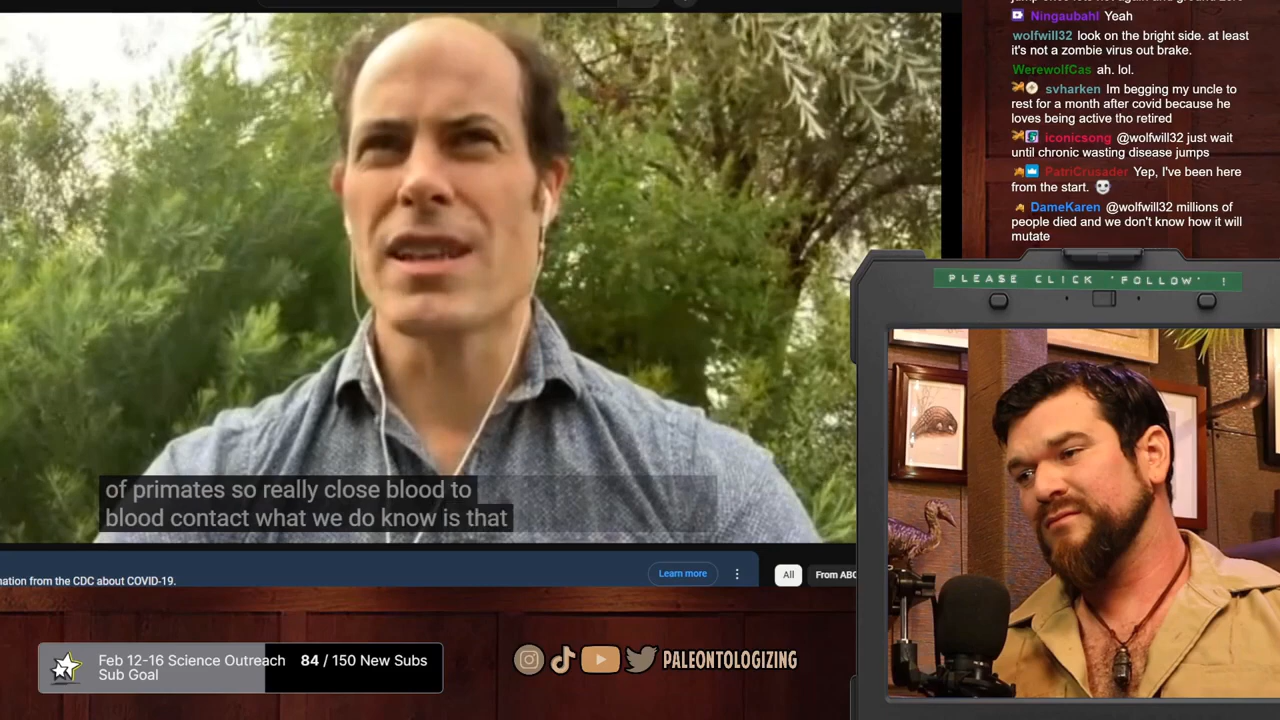 Ningaubahl Yeah
wolfwill32 look on the bright side. at least
it's not a zombie virus out brake.
WerewolfCas ah. lol.
svharken Im begging my uncle to
rest for a month after covid because he
loves being active tho retired
iconicsong @wolfwill32 just wait
until chronic wasting disease jumps
PatriCrusader Yep, I've been here
from the start.
DameKaren @wolfwill32 millions of
people died and we don't know how it will
mutate
PLEASE CLICK 'FOLLOW' !
of primates so really close blood to
blood contact what we do know is that
mation from the CDC about COVID-19.
Learn more
All
From ABC
Feb 12-16 Science Outreach 84 / 150 New Subs
Sub Goal
PALEONTOLOGIZING